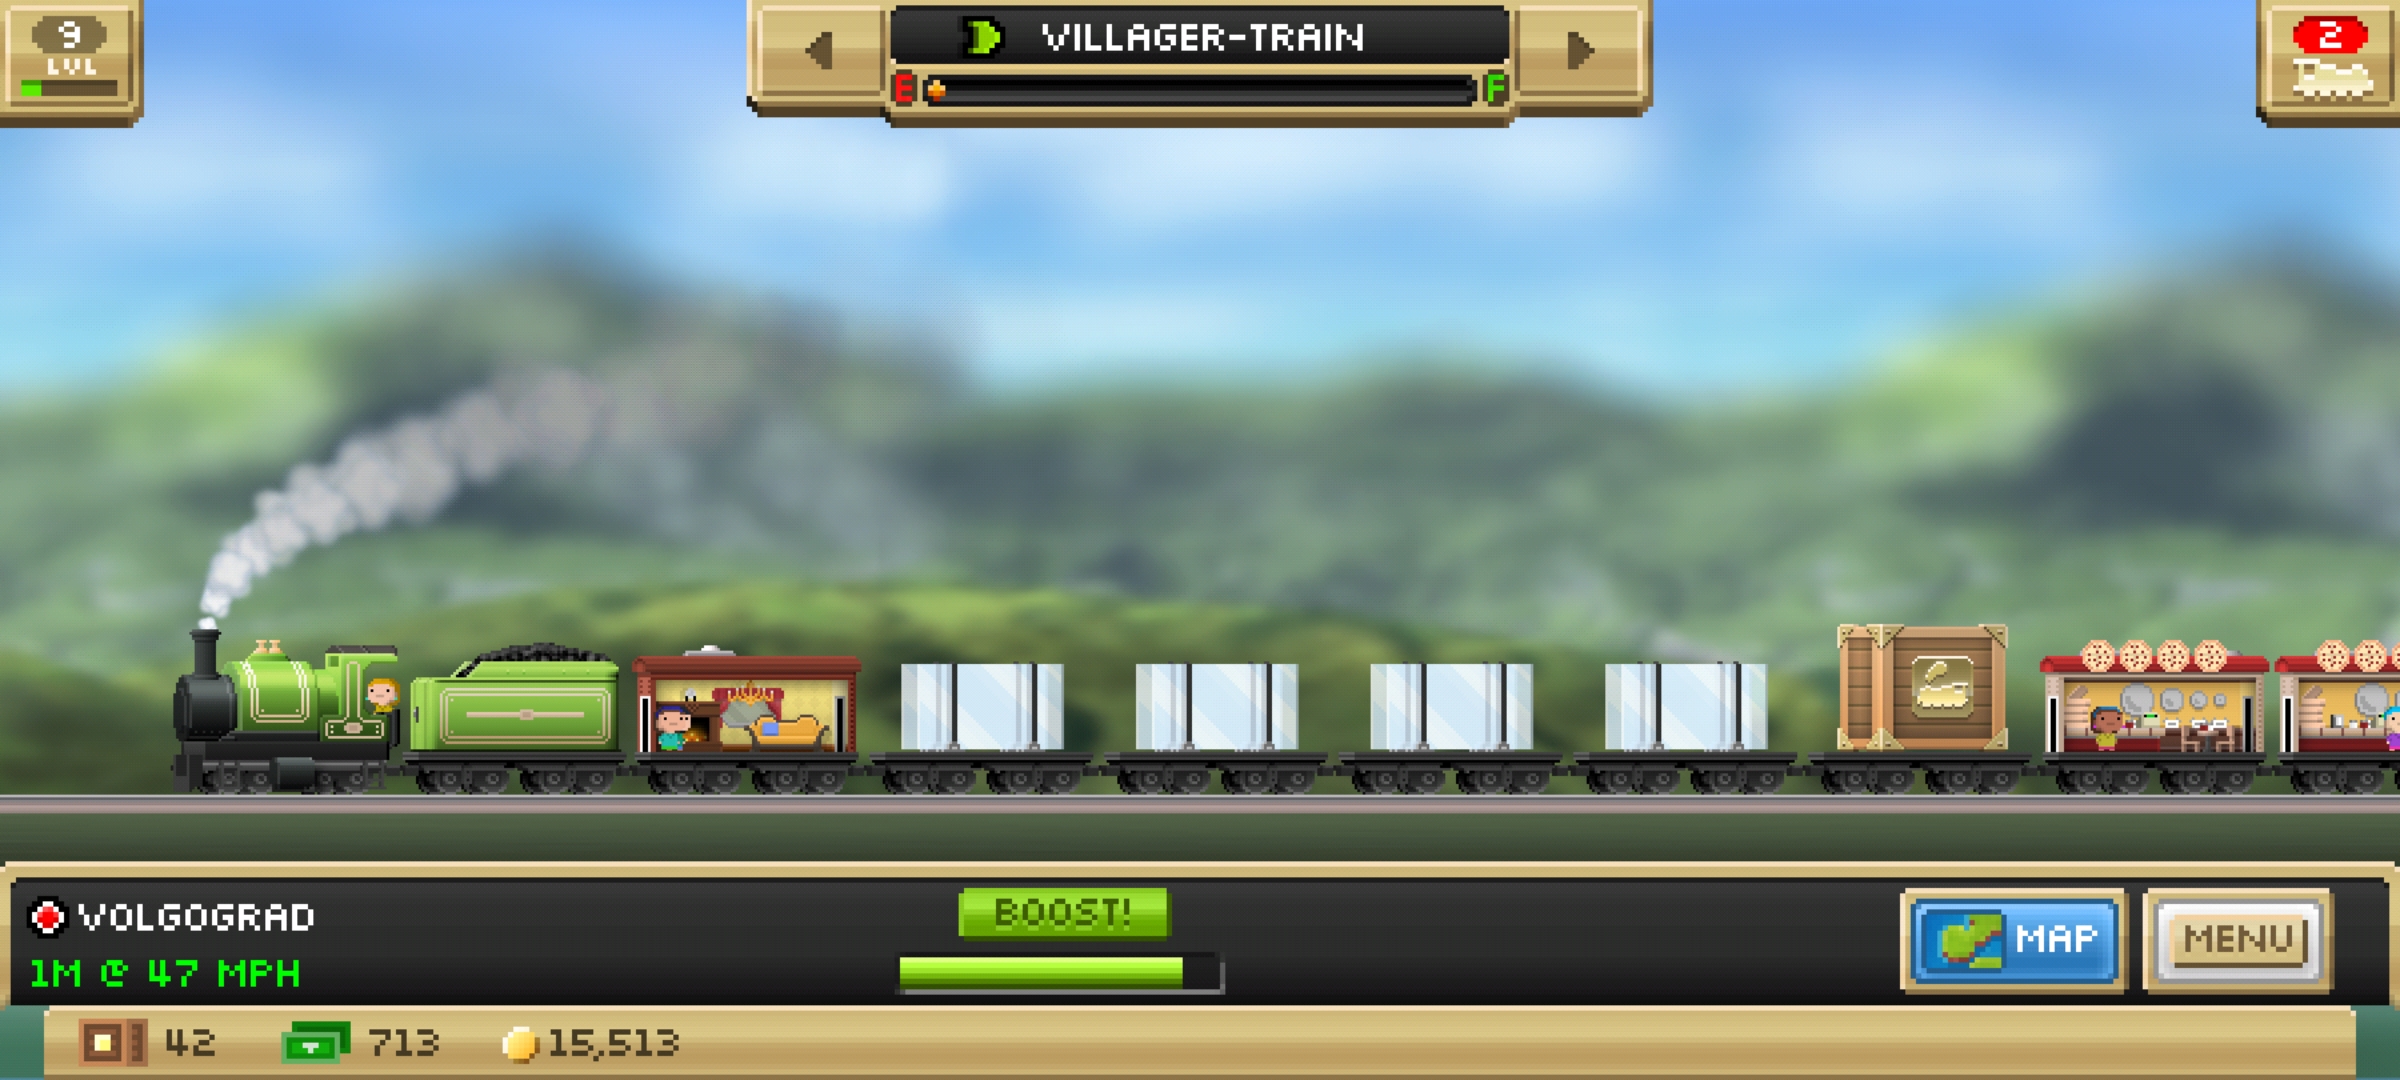 9
LVL
VILLAGER-TRAIN
E F
2
VOLGOGRAD
1M @ 47 MPH
BOOST!
MAP
MENU
42 713 15,513